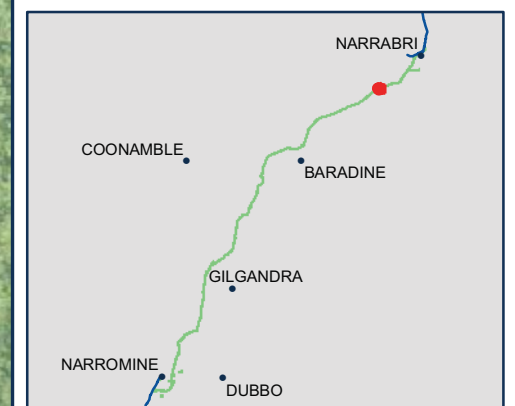 NARRABRI
COONAMBLE
BARADINE
GILGANDRA
NARROMINE
DUBBO